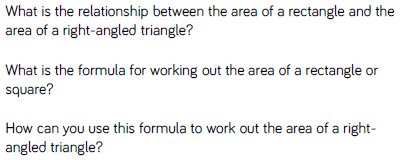 What is the relationship between the area of a rectangle and the
area of a right-angled triangle?
What is the formula for working out the area of a rectangle or
square?
How can you use this formula to work out the area of a right-
angled triangle?